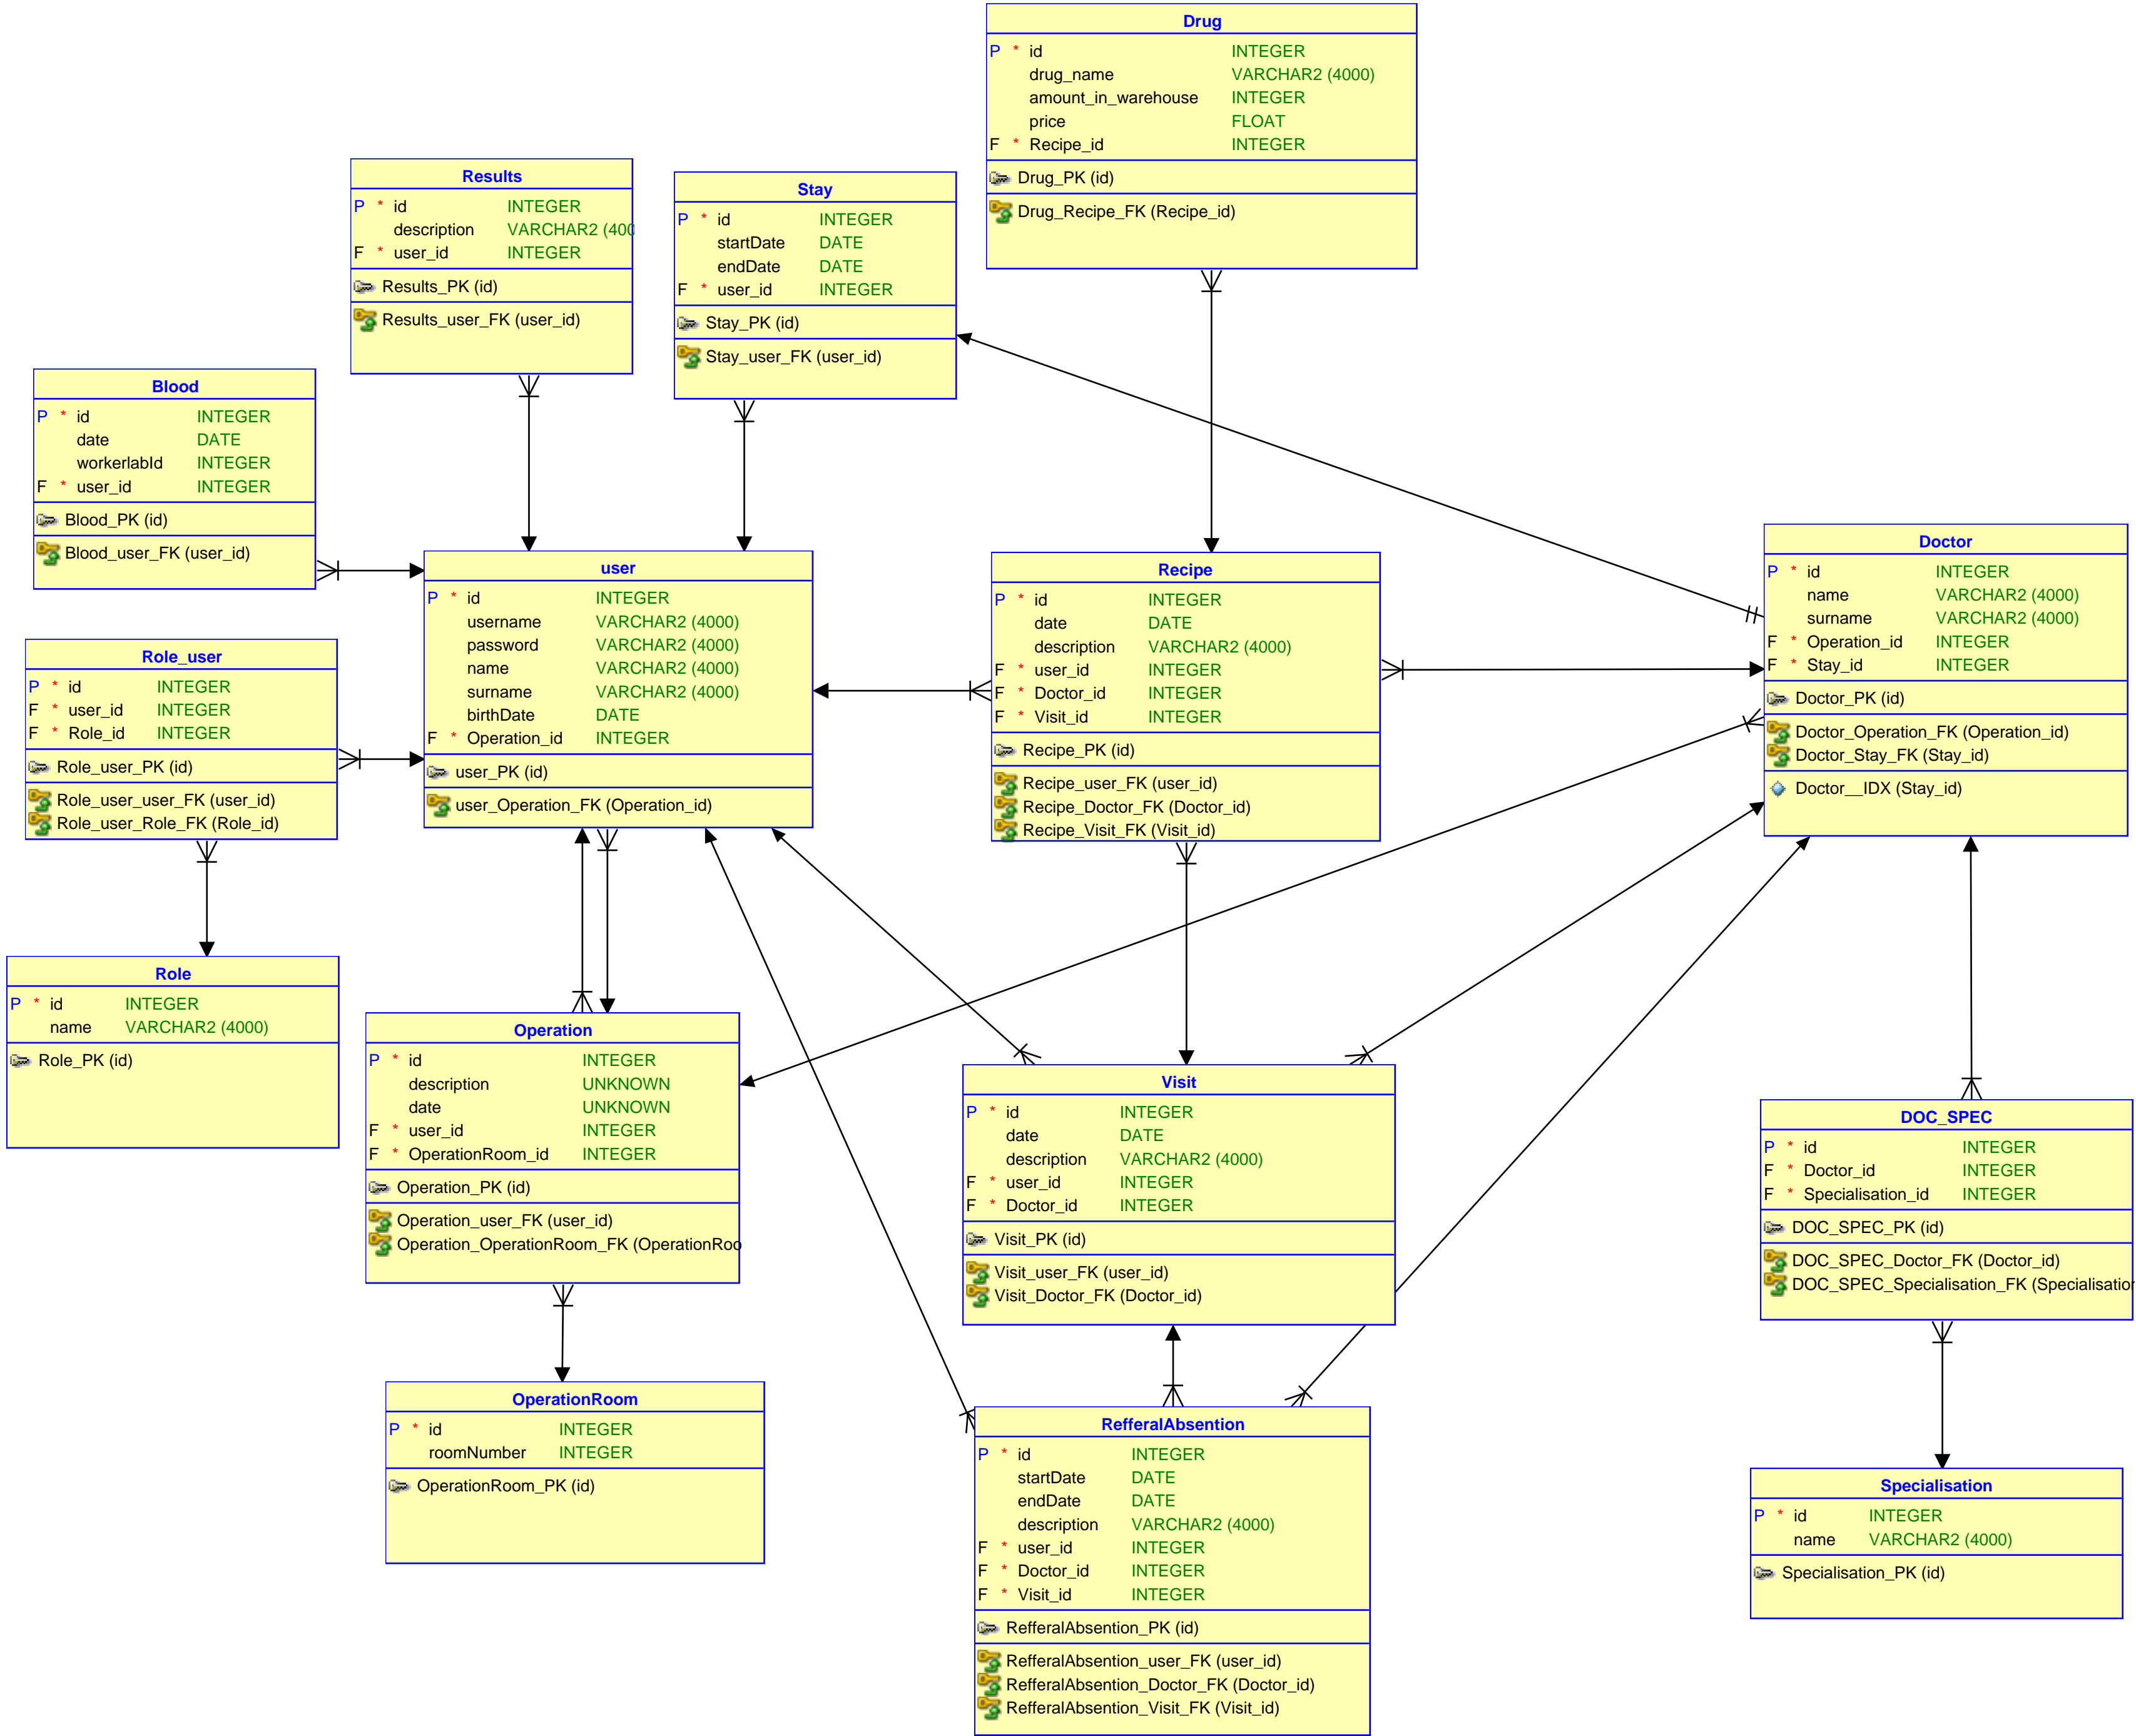 Drug
P * id INTEGER
drug_name VARCHAR2 (4000)
amount_in_warehouse INTEGER
price FLOAT
F * Recipe_id INTEGER
Drug_PK (id)
Drug_Recipe_FK (Recipe_id)
Results
P * id INTEGER
description VARCHAR2 (400
F * user_id INTEGER
Results_PK (id)
Results_user_FK (user_id)
Stay
P * id INTEGER
startDate DATE
endDate DATE
F * user_id INTEGER
Stay_PK (id)
Stay_user_FK (user_id)
Blood
P * id INTEGER
date DATE
workerlabId INTEGER
F * user_id INTEGER
Blood_PK (id)
Blood_user_FK (user_id)
user
P * id INTEGER
username VARCHAR2 (4000)
password VARCHAR2 (4000)
name VARCHAR2 (4000)
surname VARCHAR2 (4000)
birthDate DATE
F * Operation_id INTEGER
user_PK (id)
user_Operation_FK (Operation_id)
Recipe
P * id INTEGER
date DATE
description VARCHAR2 (4000)
F * user_id INTEGER
F * Doctor_id INTEGER
F * Visit_id INTEGER
Recipe_PK (id)
Recipe_user_FK (user_id)
Recipe_Doctor_FK (Doctor_id)
Recipe_Visit_FK (Visit_id)
Doctor
P * id INTEGER
name VARCHAR2 (4000)
surname VARCHAR2 (4000)
F * Operation_id INTEGER
F * Stay_id INTEGER
Doctor_PK (id)
Doctor_Operation_FK (Operation_id)
Doctor_Stay_FK (Stay_id)
Doctor__IDX (Stay_id)
Role_user
P * id INTEGER
F * user_id INTEGER
F * Role_id INTEGER
Role_user_PK (id)
Role_user_user_FK (user_id)
Role_user_Role_FK (Role_id)
Role
P * id INTEGER
name VARCHAR2 (4000)
Role_PK (id)
Operation
P * id INTEGER
description UNKNOWN
date UNKNOWN
F * user_id INTEGER
F * OperationRoom_id INTEGER
Operation_PK (id)
Operation_user_FK (user_id)
Operation_OperationRoom_FK (OperationRoo
Visit
P * id INTEGER
date DATE
description VARCHAR2 (4000)
F * user_id INTEGER
F * Doctor_id INTEGER
Visit_PK (id)
Visit_user_FK (user_id)
Visit_Doctor_FK (Doctor_id)
DOC_SPEC
P * id INTEGER
F * Doctor_id INTEGER
F * Specialisation_id INTEGER
DOC_SPEC_PK (id)
DOC_SPEC_Doctor_FK (Doctor_id)
DOC_SPEC_Specialisation_FK (Specialisation
OperationRoom
P * id INTEGER
roomNumber INTEGER
OperationRoom_PK (id)
RefferalAbsention
P * id INTEGER
startDate DATE
endDate DATE
description VARCHAR2 (4000)
F * user_id INTEGER
F * Doctor_id INTEGER
F * Visit_id INTEGER
RefferalAbsention_PK (id)
RefferalAbsention_user_FK (user_id)
RefferalAbsention_Doctor_FK (Doctor_id)
RefferalAbsention_Visit_FK (Visit_id)
Specialisation
P * id INTEGER
name VARCHAR2 (4000)
Specialisation_PK (id)